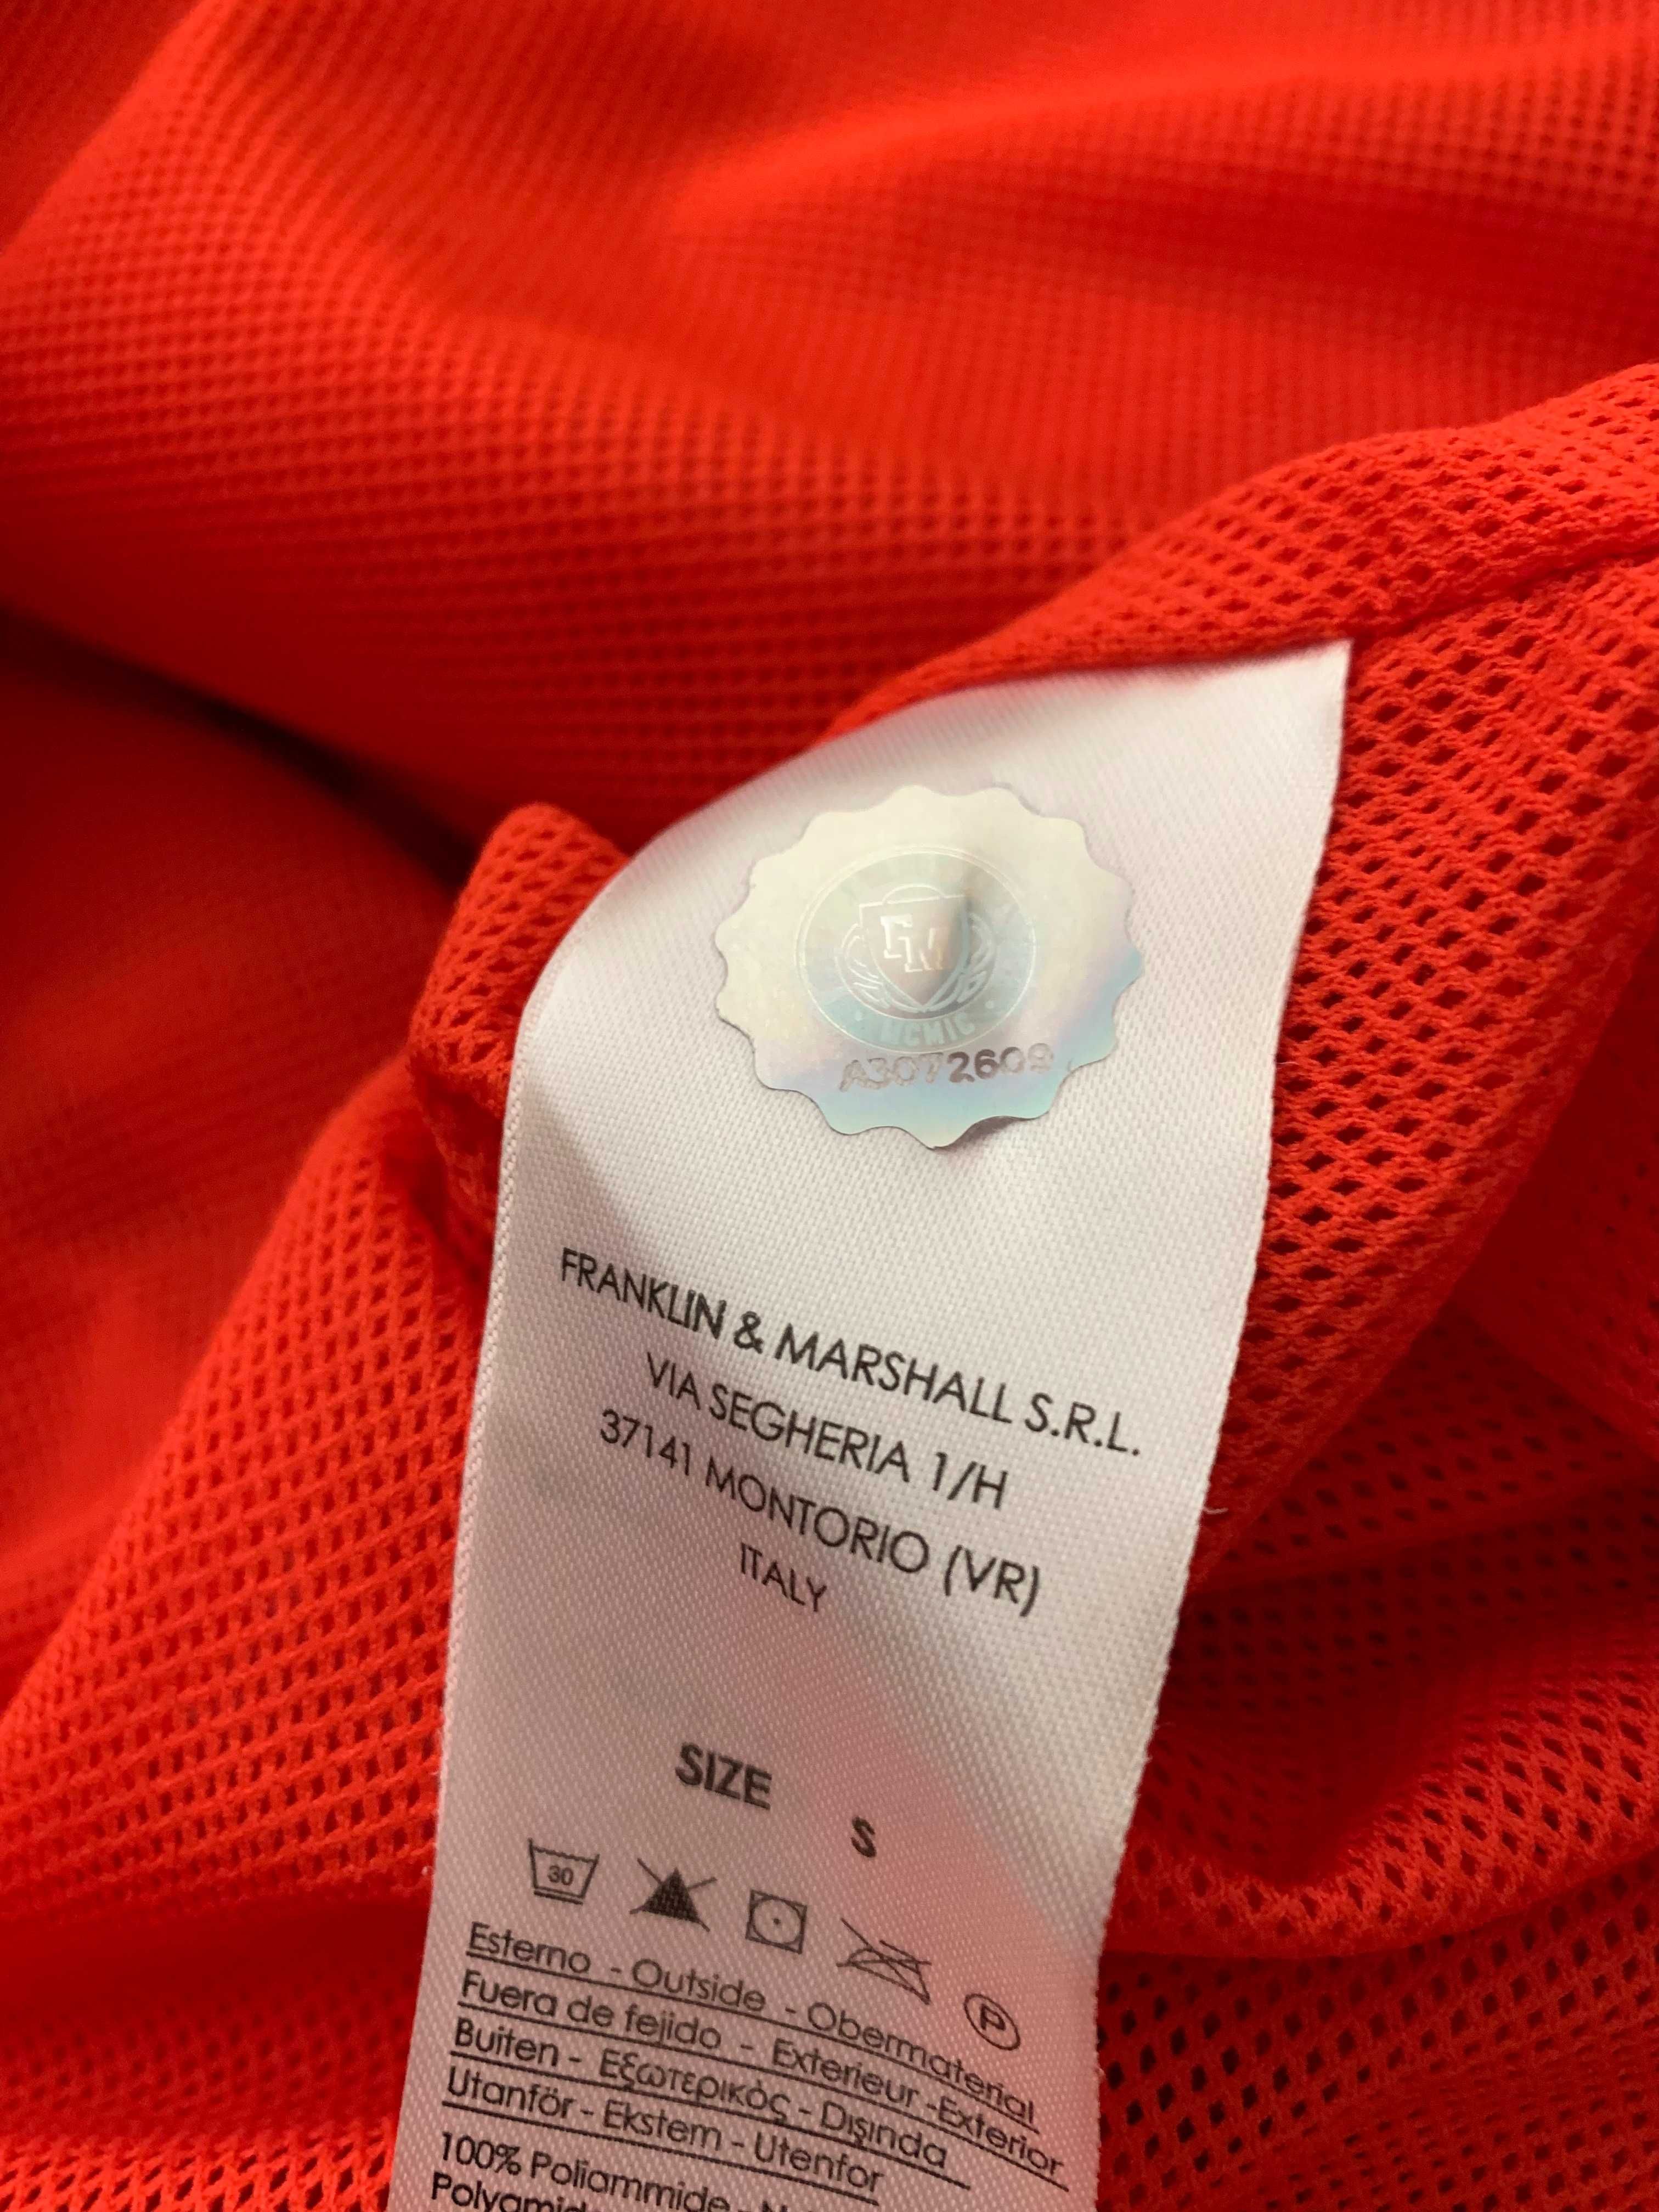 FM
MCMIC
A3072609
FRANKLIN & MARSHALL S.R.L.
VIA SEGHERIA 1/H
37141 MONTORIO (VR)
ITALY
SIZE S
30
P
Esterno - Outside - Obermaterial
Fuera de fejido - Exterieur -Exterior
Buiten - Εξωτερικός - Dışında
Utanför - Ekstem - Utenfor
100% Poliammide -